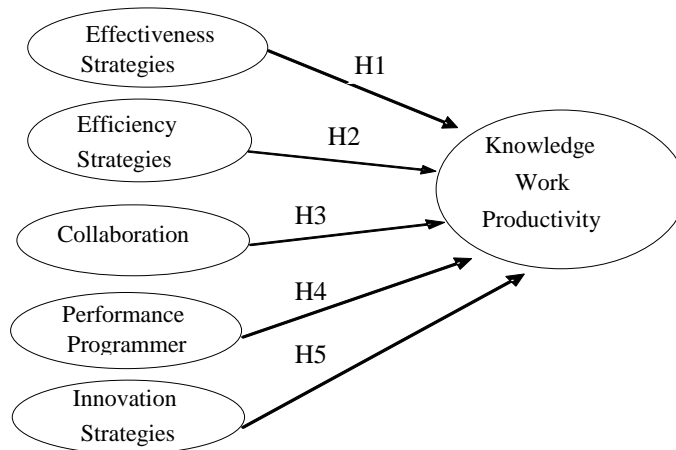 Effectiveness
Strategies
H1
Efficiency
Strategies
H2
Knowledge
Work
Productivity
Collaboration
H3
Performance
Programmer
H4
Innovation
Strategies
H5